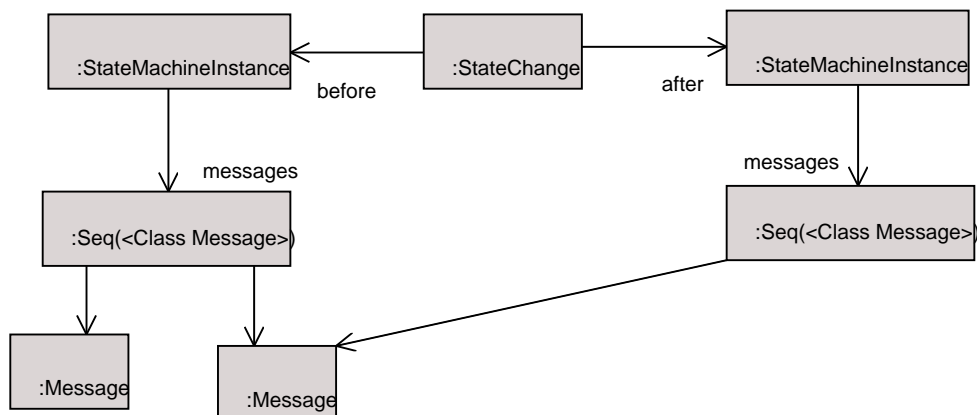 :StateMachineInstance
:StateChange
:StateMachineInstance
before
after
messages
messages
:Seq(<Class Message>)
:Seq(<Class Message>)
:Message
:Message